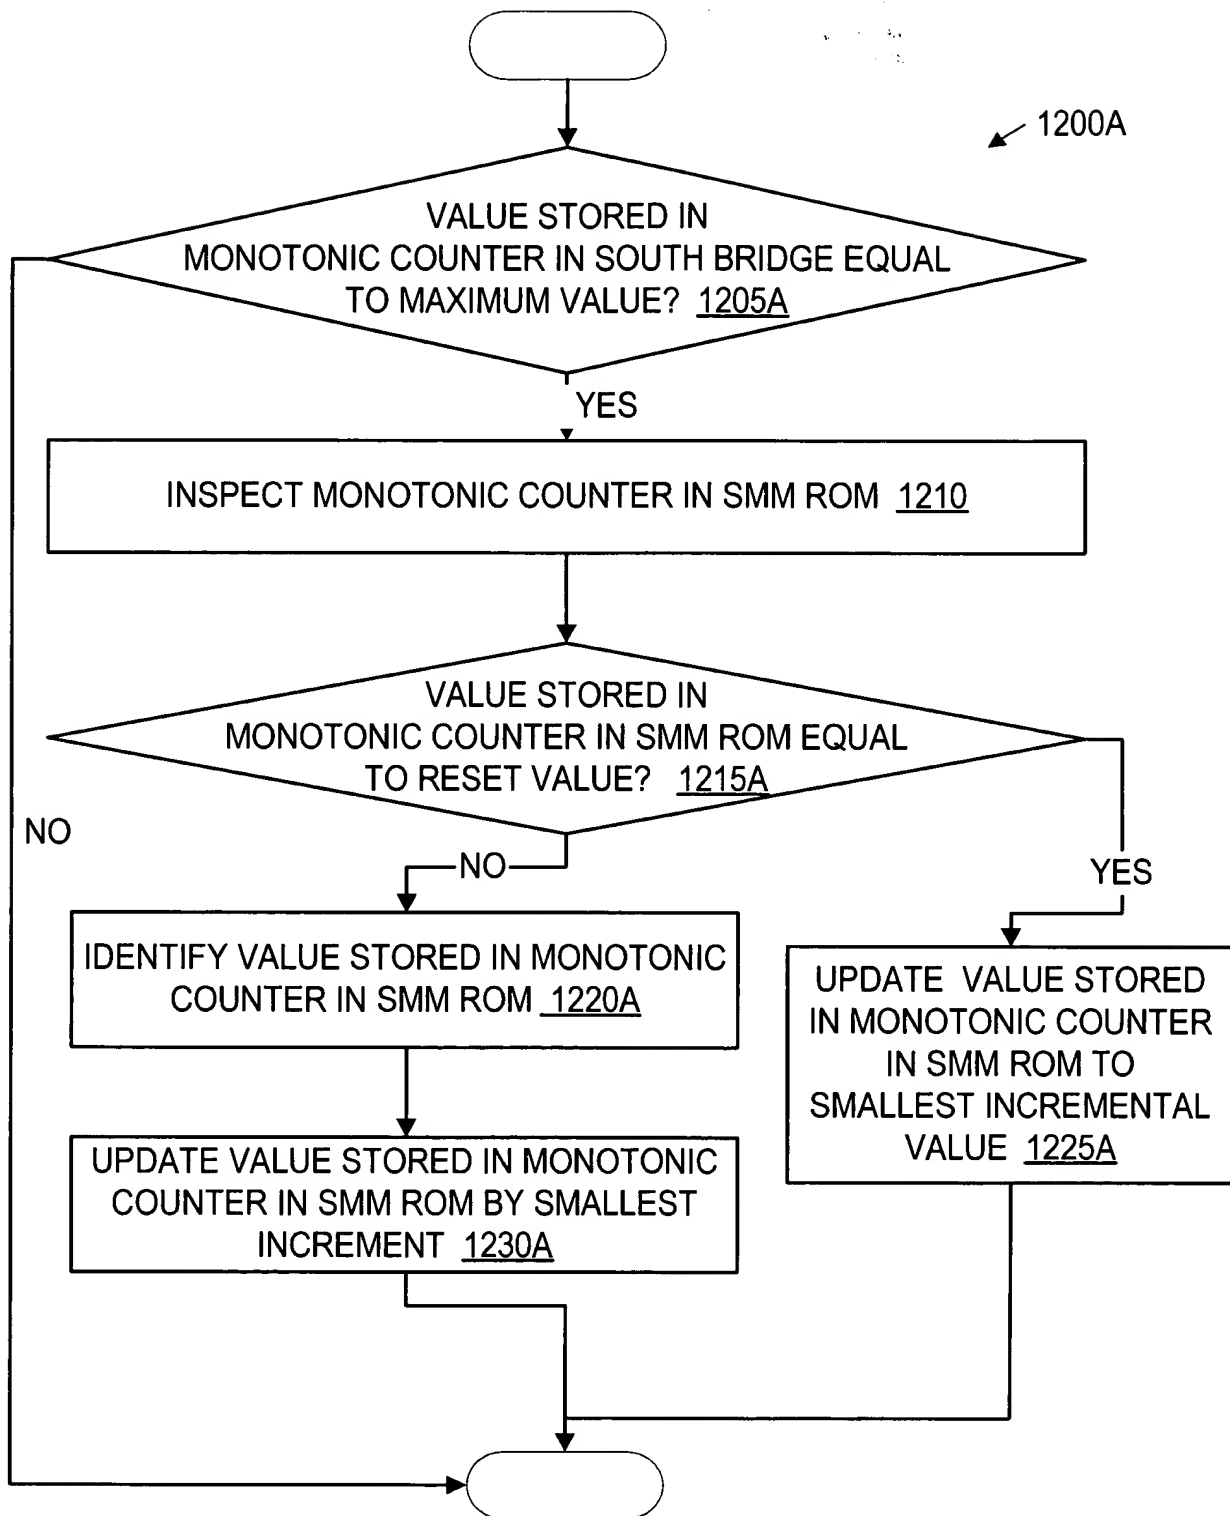 1200A
VALUE STORED IN
MONOTONIC COUNTER IN SOUTH BRIDGE EQUAL
TO MAXIMUM VALUE? 1205A
YES
INSPECT MONOTONIC COUNTER IN SMM ROM 1210
VALUE STORED IN
MONOTONIC COUNTER IN SMM ROM EQUAL
TO RESET VALUE? 1215A
NO
NO
YES
IDENTIFY VALUE STORED IN MONOTONIC
COUNTER IN SMM ROM 1220A
UPDATE VALUE STORED
IN MONOTONIC COUNTER
IN SMM ROM TO
SMALLEST INCREMENTAL
VALUE 1225A
UPDATE VALUE STORED IN MONOTONIC
COUNTER IN SMM ROM BY SMALLEST
INCREMENT 1230A